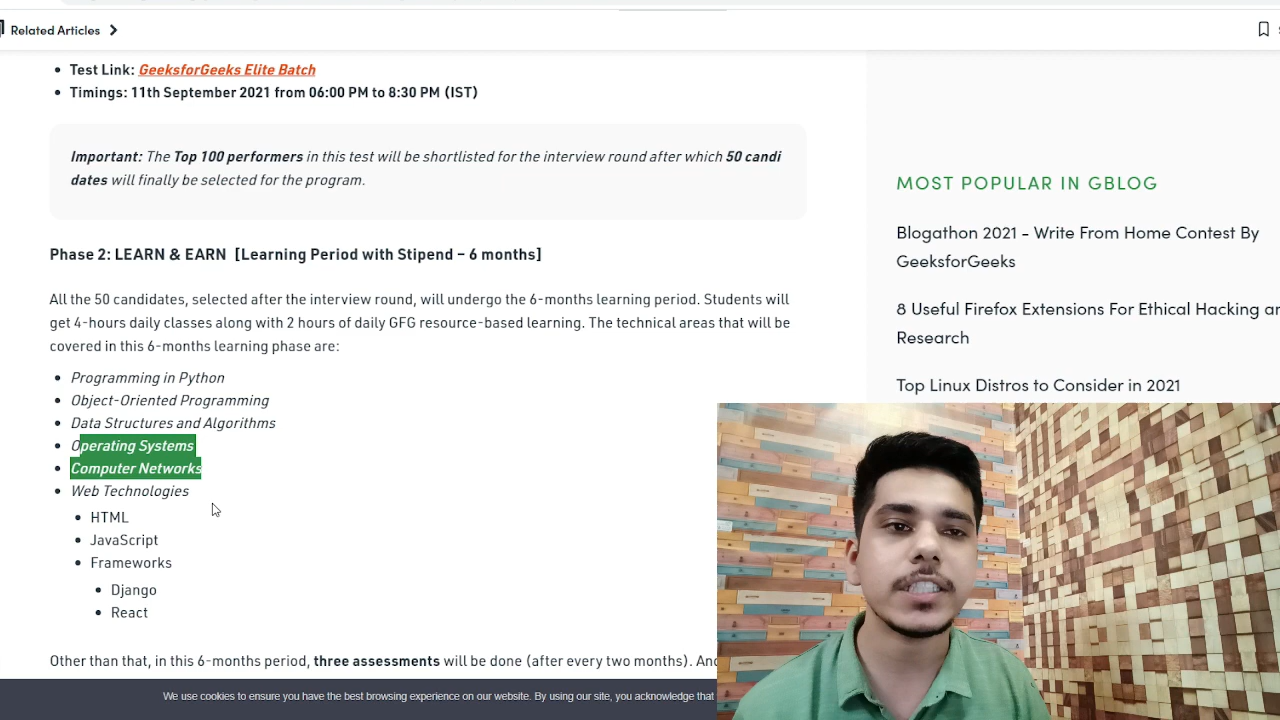 Related Articles
Test Link: GeeksforGeeks Elite Batch
Timings: 11th September 2021 from 06:00 PM to 8:30 PM (IST)
Important: The Top 100 performers in this test will be shortlisted for the interview round after which 50 candi
dates will finally be selected for the program.
Phase 2: LEARN & EARN [Learning Period with Stipend – 6 months]
All the 50 candidates, selected after the interview round, will undergo the 6-months learning period. Students will
get 4-hours daily classes along with 2 hours of daily GFG resource-based learning. The technical areas that will be
covered in this 6-months learning phase are:
Programming in Python
Object-Oriented Programming
Data Structures and Algorithms
Operating Systems
Computer Networks
Web Technologies
HTML
JavaScript
Frameworks
Django
React
Other than that, in this 6-months period, three assessments will be done (after every two months). And
We use cookies to ensure you have the best browsing experience on our website. By using our site, you acknowledge that
MOST POPULAR IN GBLOG
Blogathon 2021 - Write From Home Contest By
GeeksforGeeks
8 Useful Firefox Extensions For Ethical Hacking an
Research
Top Linux Distros to Consider in 2021